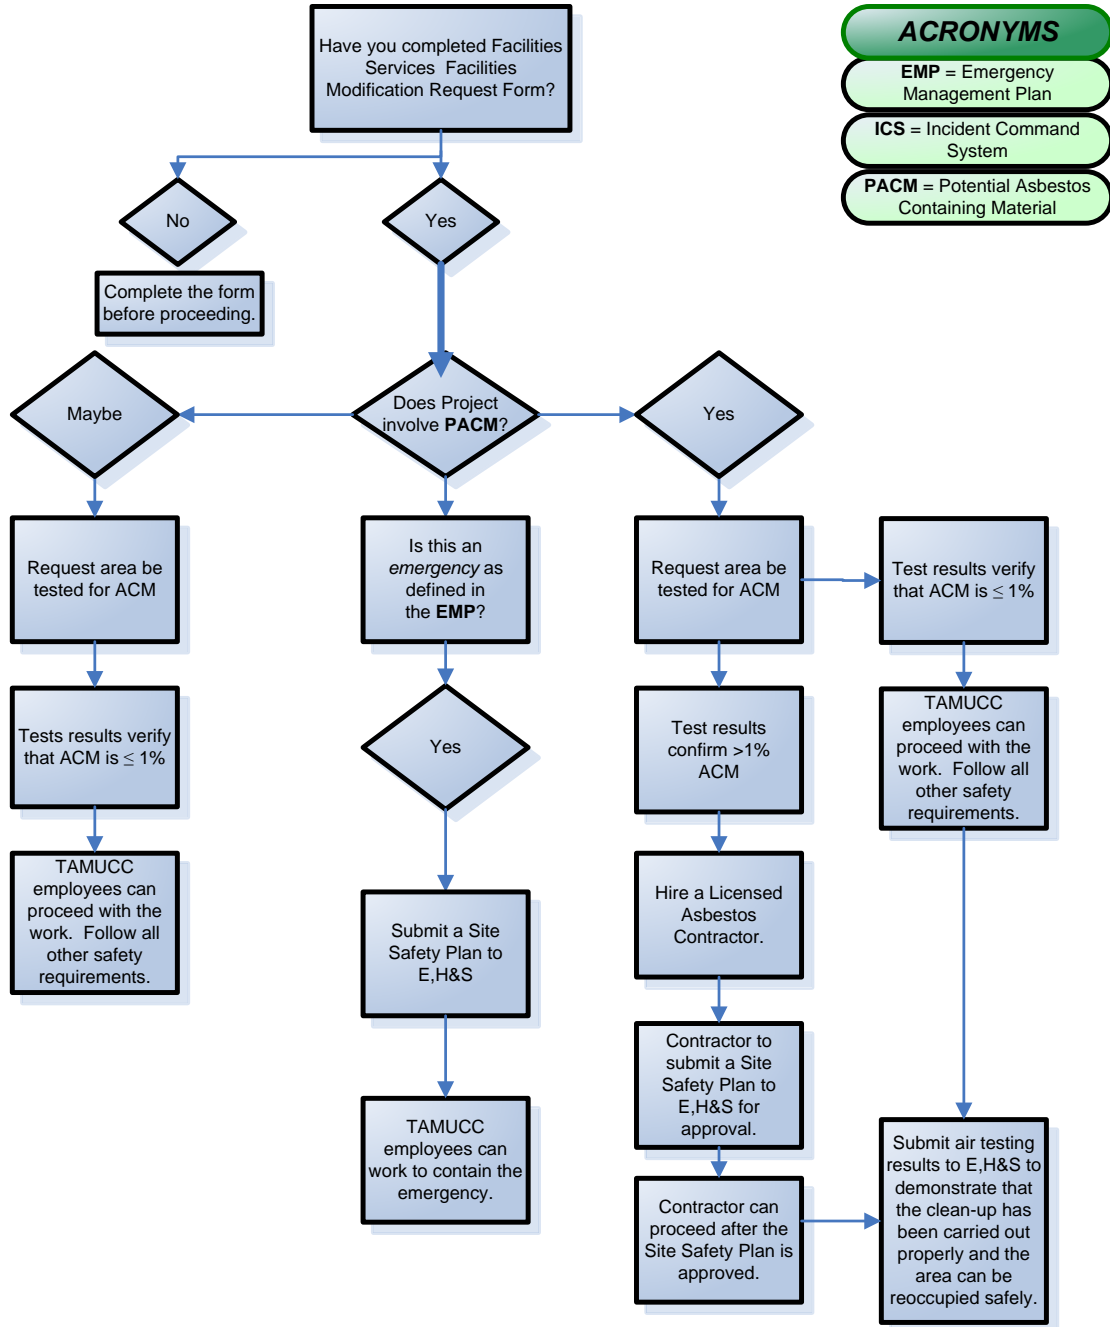 Have you completed Facilities
Services  Facilities
Modification Request Form?
ACRONYMS
EMP = Emergency
Management Plan
ICS = Incident Command
System
PACM = Potential Asbestos
Containing Material
No
Yes
Complete the form
before proceeding.
Maybe
Does Project
involve PACM?
Yes
Request area be
tested for ACM
Is this an
emergency as
defined in
the EMP?
Request area be
tested for ACM
Test results verify
that ACM is ≤ 1%
Tests results verify
that ACM is ≤ 1%
Yes
Test results
confirm >1%
ACM
TAMUCC
employees can
proceed with the
work.  Follow all
other safety
requirements.
TAMUCC
employees can
proceed with the
work.  Follow all
other safety
requirements.
Submit a Site
Safety Plan to
E,H&S
Hire a Licensed
Asbestos
Contractor.
Contractor to
submit a Site
Safety Plan to
E,H&S for
approval.
TAMUCC
employees can
work to contain the
emergency.
Contractor can
proceed after the
Site Safety Plan is
approved.
Submit air testing
results to E,H&S to
demonstrate that
the clean-up has
been carried out
properly and the
area can be
reoccupied safely.